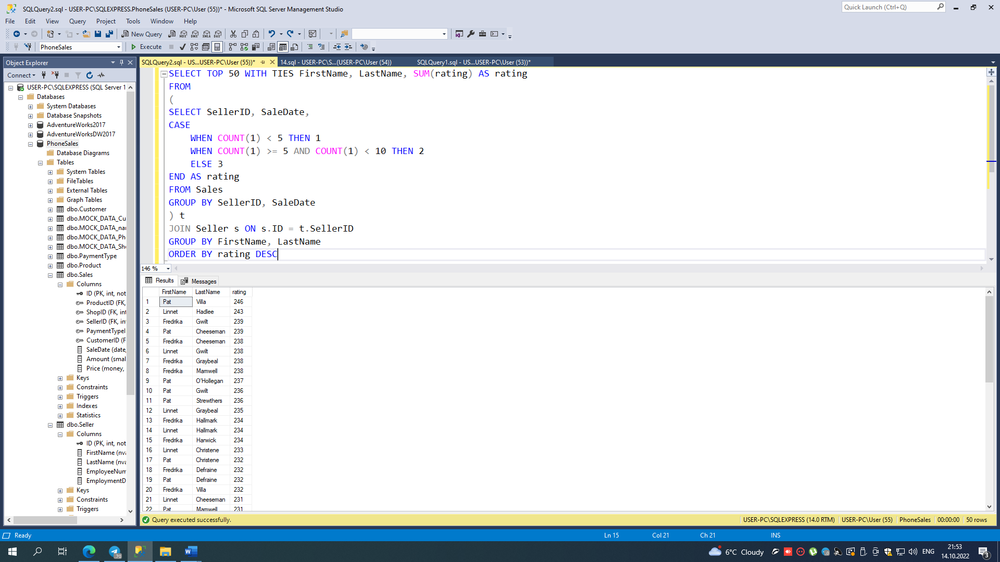 SQLQuery2.sql - USER-PC\SQLEXPRESS.PhoneSales (USER-PC\User (55))* - Microsoft SQL Server Management Studio
Quick Launch (Ctrl+Q)
File Edit View Query Project Tools Window Help
New Query
MDX DMX XMLA DAX
PhoneSales
Execute
Object Explorer
Connect
USER-PC\SQLEXPRESS (SQL Server 1
Databases
System Databases
Database Snapshots
AdventureWorks2017
AdventureWorksDW2017
PhoneSales
Database Diagrams
Tables
System Tables
FileTables
External Tables
Graph Tables
dbo.Customer
dbo.MOCK_DATA_Cu
dbo.MOCK_DATA_nar
dbo.MOCK_DATA_Ph
dbo.MOCK_DATA_Sho
dbo.PaymentType
dbo.Product
dbo.Sales
Columns
ID (PK, int, not
ProductID (FK,
ShopID (FK, int
SellerID (FK, in
PaymentTypeI
CustomerID (F
SaleDate (date,
Amount (smal
Price (money,
Keys
Constraints
Triggers
Indexes
Statistics
dbo.Seller
Columns
ID (PK, int, not
FirstName (nva
LastName (nva
EmployeeNum
EmploymentD
Keys
Constraints
Triggers
SQLQuery2.sql - US...USER-PC\User (55))*
14.sql - USER-PC\S...(USER-PC\User (54))
SQLQuery1.sql - US...USER-PC\User (53))*
SELECT TOP 50 WITH TIES FirstName, LastName, SUM(rating) AS rating
FROM
(
SELECT SellerID, SaleDate,
CASE
WHEN COUNT(1) < 5 THEN 1
WHEN COUNT(1) >= 5 AND COUNT(1) < 10 THEN 2
ELSE 3
END AS rating
FROM Sales
GROUP BY SellerID, SaleDate
) t
JOIN Seller s ON s.ID = t.SellerID
GROUP BY FirstName, LastName
ORDER BY rating DESC
146 %
Results Messages
FirstName LastName rating
1 Pat Villa 246
2 Linnet Hadlee 243
3 Fredrika Gwilt 239
4 Pat Cheeseman 239
5 Fredrika Cheeseman 238
6 Linnet Gwilt 238
7 Fredrika Graybeal 238
8 Fredrika Mamwell 238
9 Pat O'Hollegan 237
10 Pat Gwilt 236
11 Pat Strewthers 236
12 Linnet Graybeal 235
13 Fredrika Hallmark 234
14 Linnet Hallmark 234
15 Fredrika Harwick 234
16 Linnet Christene 233
17 Pat Christene 232
18 Fredrika Defraine 232
19 Pat Defraine 232
20 Fredrika Villa 232
21 Linnet Cheeseman 231
22 Pat Mamwell 231
Query executed successfully.
USER-PC\SQLEXPRESS (14.0 RTM) USER-PC\User (55) PhoneSales 00:00:00 50 rows
Ready
Ln 15 Col 21 Ch 21 INS
.70
6°C Cloudy
ENG
21:53
14.10.2022
3